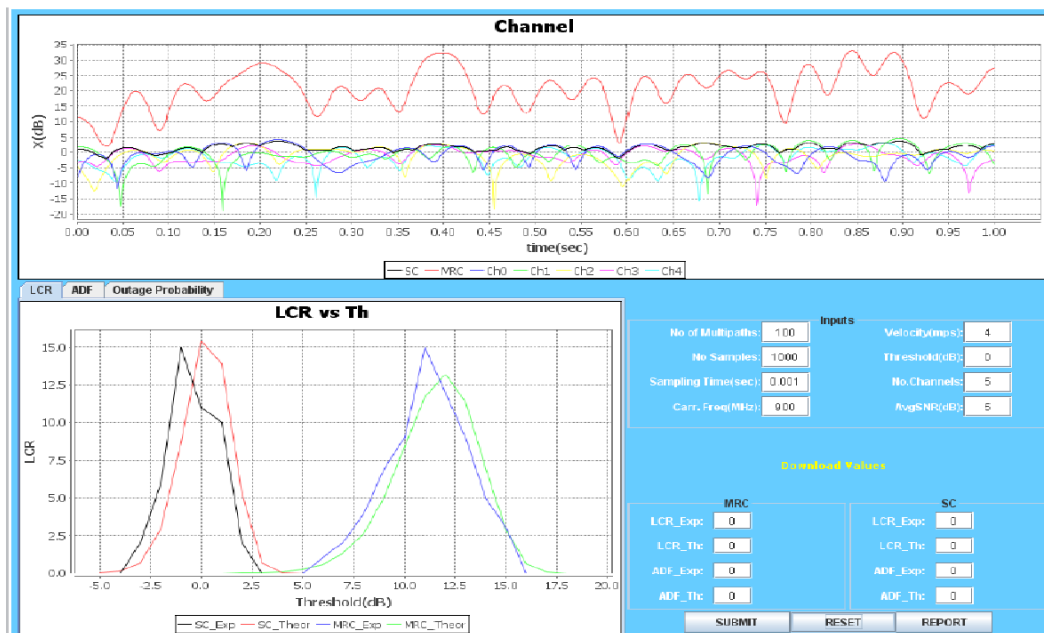 Channel
X(dB)
35
30
25
20
15
10
5
0
-5
-10
-15
-20
0.00 0.05 0.10 0.15 0.20 0.25 0.30 0.35 0.40 0.45 0.50 0.55 0.60 0.65 0.70 0.75 0.80 0.85 0.90 0.95 1.00
time(sec)
SC MRC Ch0 Ch1 Ch2 Ch3 Ch4
LCR ADF Outage Probability
LCR vs Th
LCR
15.0
12.5
10.0
7.5
5.0
2.5
0.0
-5.0 -2.5 0.0 2.5 5.0 7.5 10.0 12.5 15.0 17.5 20.0
Threshold(dB)
SC_Exp SC_Theor MRC_Exp MRC_Theor
Inputs
No of Multipaths: 100 Velocity(mps): 4
No Samples: 1000 Threshold(dB): 0
Sampling Time(sec): 0.001 No.Channels: 5
Carr. Freq(MHz): 900 AvgSNR(dB): 5
Download Values
MRC
LCR_Exp: 0
LCR_Th: 0
ADF_Exp: 0
ADF_Th: 0
SC
LCR_Exp: 0
LCR_Th: 0
ADF_Exp: 0
ADF_Th: 0
SUBMIT RESET REPORT